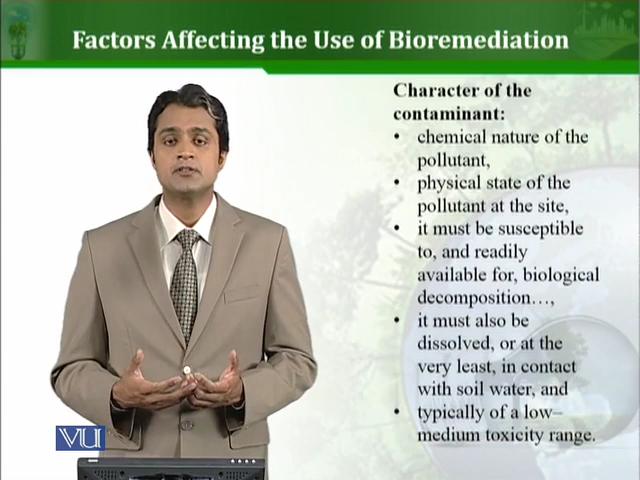 Factors Affecting the Use of Bioremediation
Character of the
contaminant:
• chemical nature of the
pollutant,
• physical state of the
pollutant at the site,
• it must be susceptible
to, and readily
available for, biological
decomposition…,
• it must also be
dissolved, or at the
very least, in contact
with soil water, and
• typically of a low–
medium toxicity range.
VU